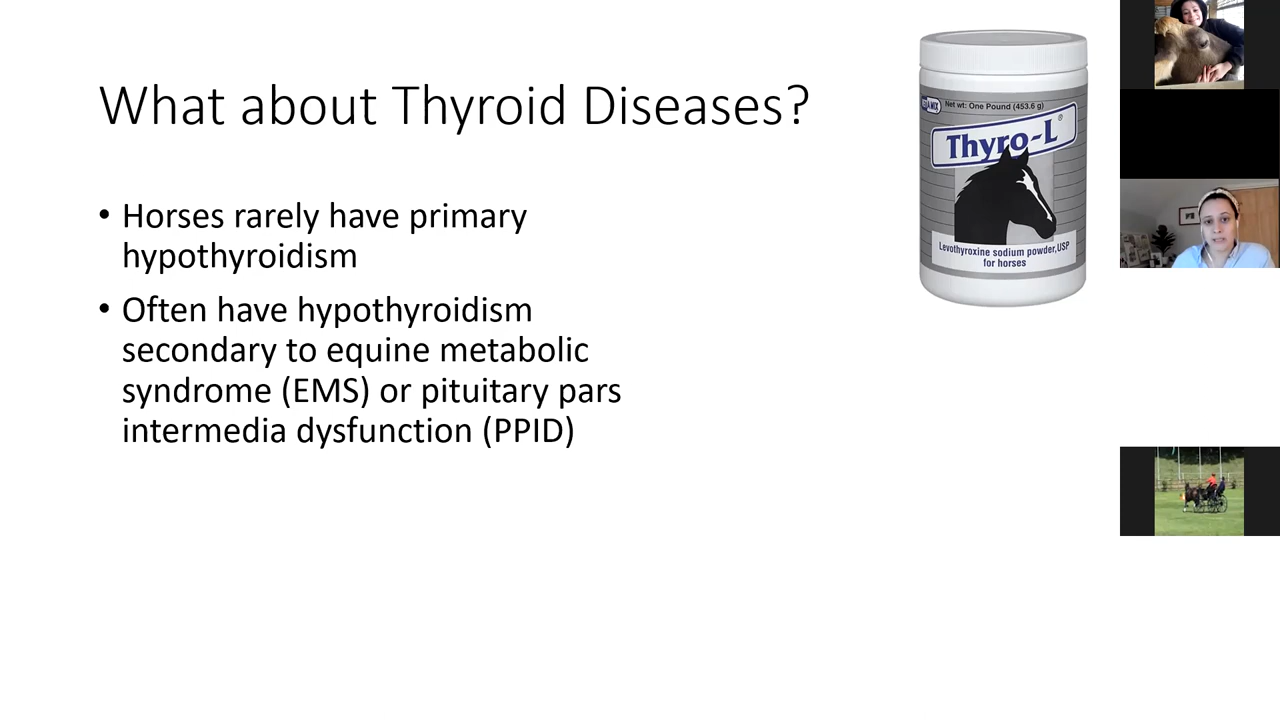 What about Thyroid Diseases?
• Horses rarely have primary
hypothyroidism
• Often have hypothyroidism
secondary to equine metabolic
syndrome (EMS) or pituitary pars
intermedia dysfunction (PPID)
Net wt: One Pound (453.6 g)
Thyro-L®
Levothyroxine sodium powder, USP
for horses